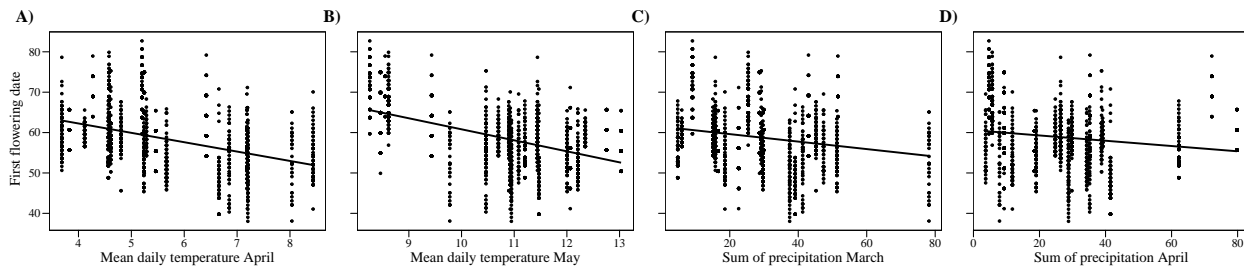 A) B) C) D)
First flowering date
80
70
60
50
40
4 5 6 7 8
9 10 11 12 13
20 40 60 80
0 20 40 60 80
Mean daily temperature April
Mean daily temperature May
Sum of precipitation March
Sum of precipitation April